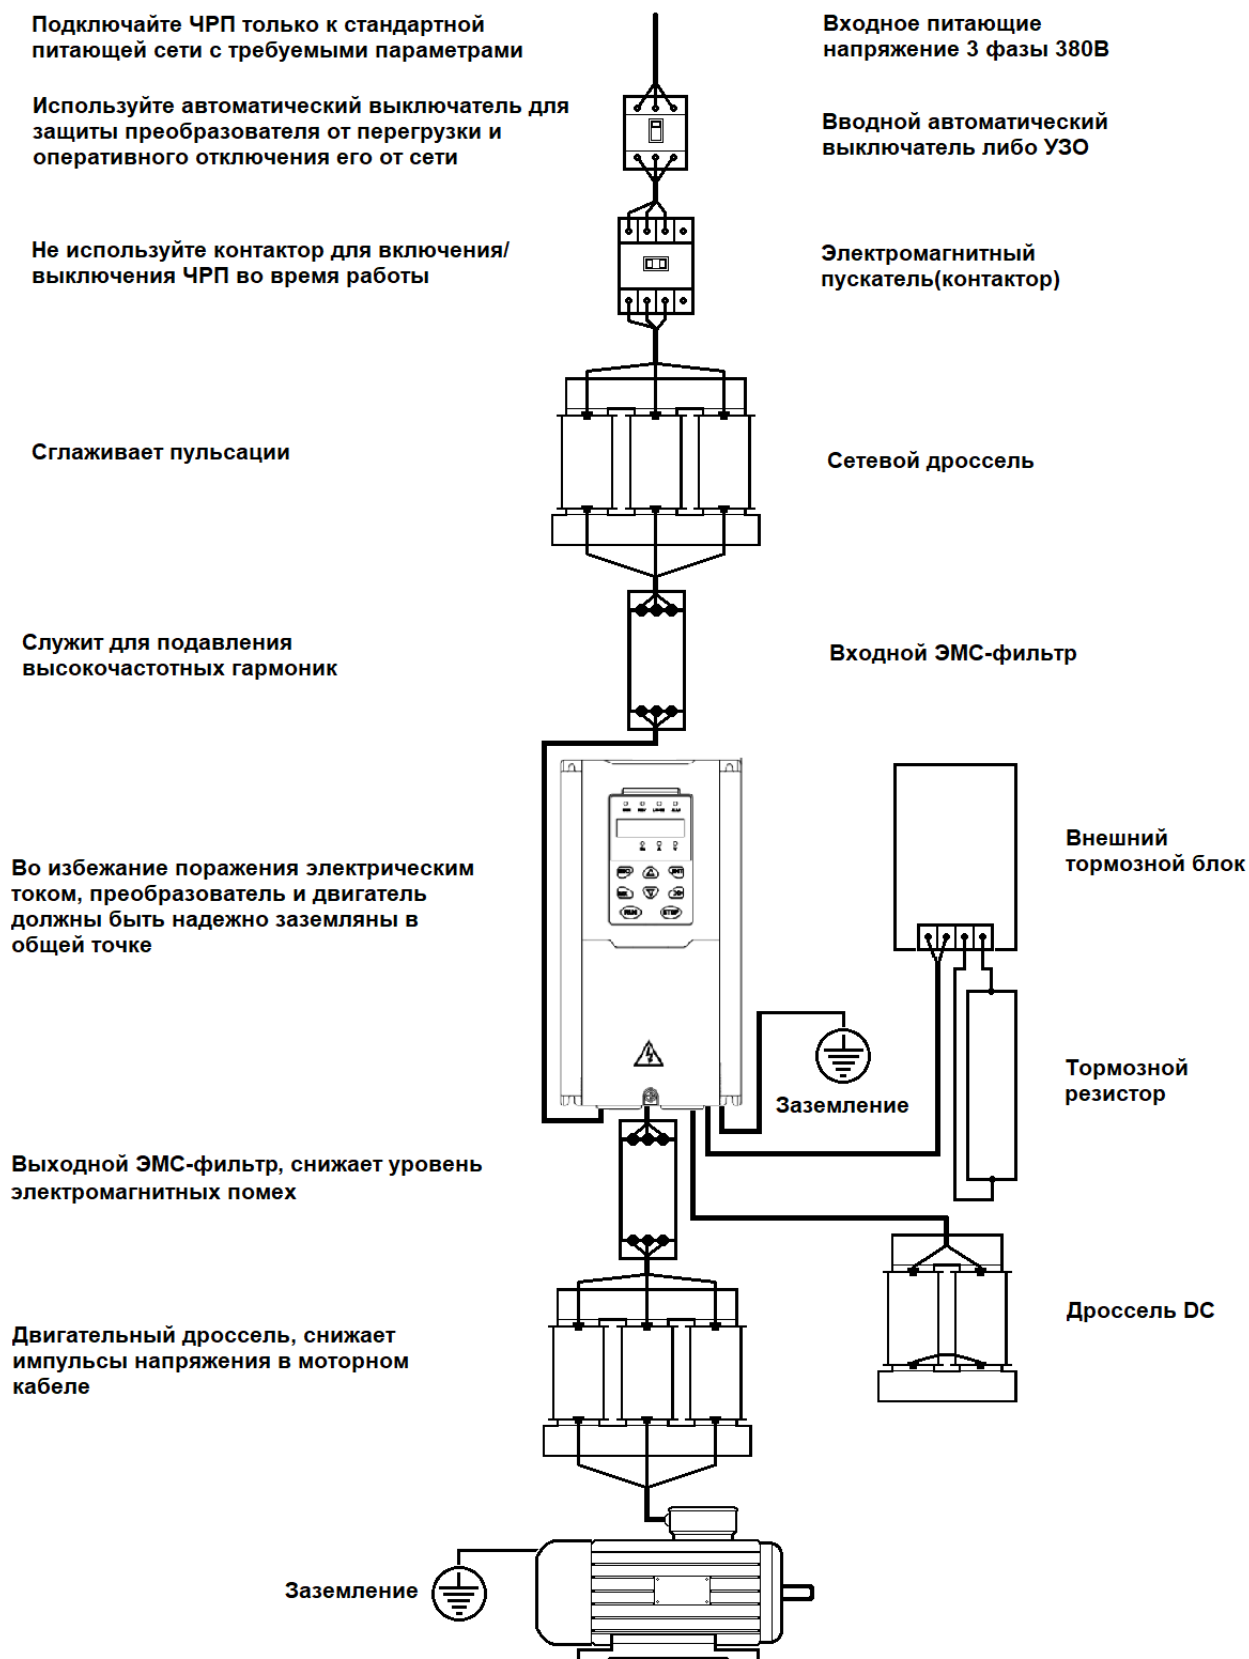 Подключайте ЧРП только к стандартной
питающей сети с требуемыми параметрами
Входное питающие
напряжение 3 фазы 380В
Используйте автоматический выключатель для
защиты преобразователя от перегрузки и
оперативного отключения его от сети
Вводной автоматический
выключатель либо УЗО
Не используйте контактор для включения/
выключения ЧРП во время работы
Электромагнитный
пускатель(контактор)
Сглаживает пульсации
Сетевой дроссель
Служит для подавления
высокочастотных гармоник
Входной ЭМС-фильтр
Внешний
тормозной блок
Во избежание поражения электрическим
током, преобразователь и двигатель
должны быть надежно заземляны в
общей точке
Тормозной
резистор
Заземление
Выходной ЭМС-фильтр, снижает уровень
электромагнитных помех
Дроссель DC
Двигательный дроссель, снижает
импульсы напряжения в моторном
кабеле
Заземление